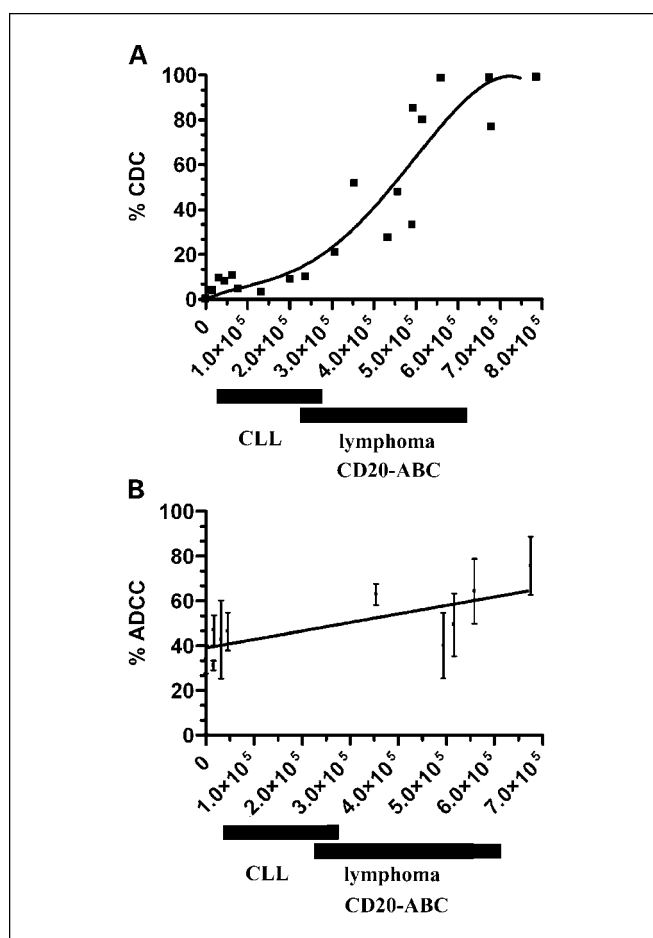 A
100
80
60
40
20
0
% CDC
0 1.0×10⁵ 2.0×10⁵ 3.0×10⁵ 4.0×10⁵ 5.0×10⁵ 6.0×10⁵ 7.0×10⁵ 8.0×10⁵
CLL lymphoma
CD20-ABC
B
100
80
60
40
20
0
% ADCC
0 1.0×10⁵ 2.0×10⁵ 3.0×10⁵ 4.0×10⁵ 5.0×10⁵ 6.0×10⁵ 7.0×10⁵
CLL lymphoma
CD20-ABC